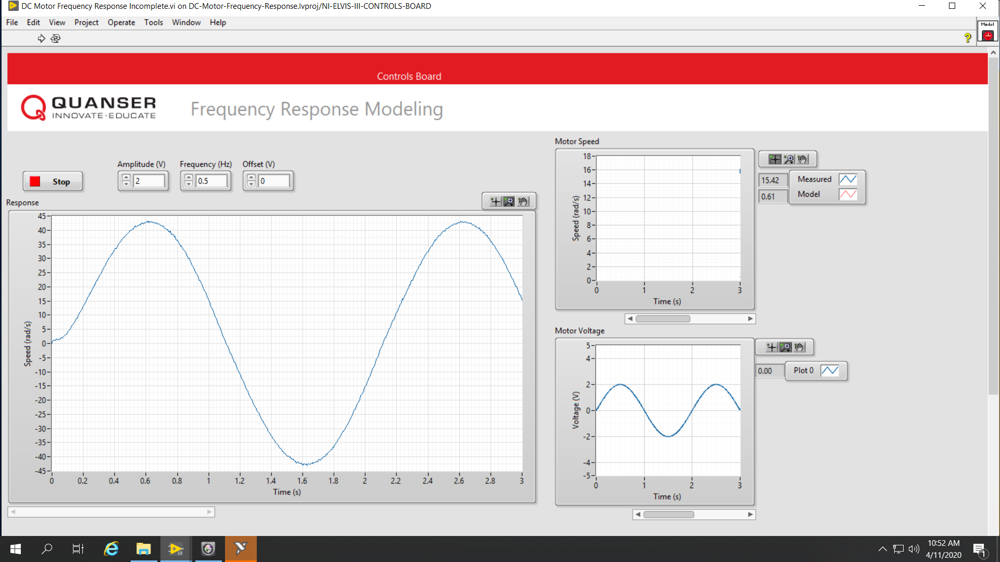 DC Motor Frequency Response Incomplete.vi on DC-Motor-Frequency-Response.lvproj/NI-ELVIS-III-CONTROLS-BOARD
File Edit View Project Operate Tools Window Help
Model
Controls Board
QUANSER
INNOVATE·EDUCATE
Frequency Response Modeling
Stop
Amplitude (V)
2
Frequency (Hz)
0.5
Offset (V)
0
Response
45
40
35
30
25
20
15
10
5
0
-5
-10
-15
-20
-25
-30
-35
-40
-45
Speed (rad/s)
0 0.2 0.4 0.6 0.8 1 1.2 1.4 1.6 1.8 2 2.2 2.4 2.6 2.8 3
Time (s)
Motor Speed
18
16
14
12
10
8
6
4
2
0
Speed (rad/s)
0 1 2 3
Time (s)
15.42 Measured
0.61 Model
Motor Voltage
5
4
2
0
-2
-4
-5
Voltage (V)
0 1 2 3
Time (s)
0.00 Plot 0
19
10:52 AM
4/11/2020
1